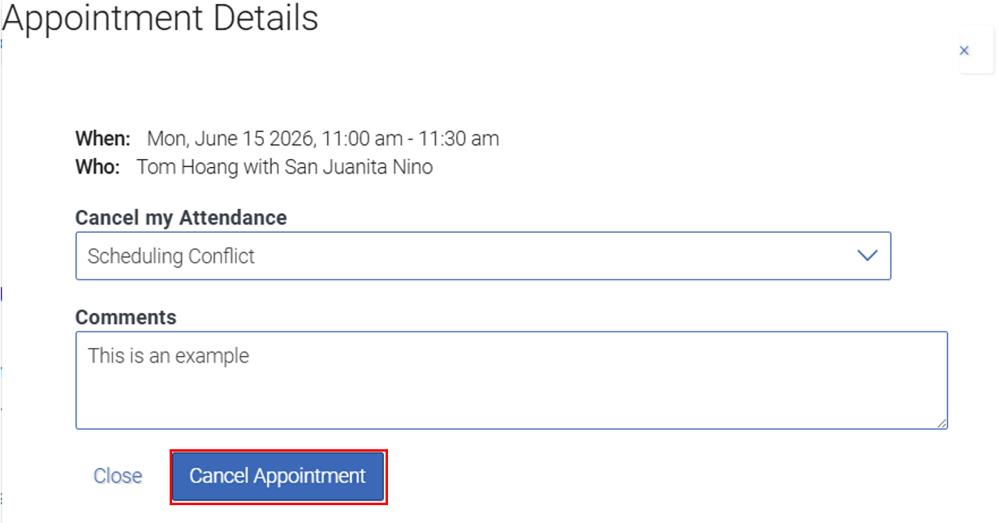 Appointment Details
×
When: Mon, June 15 2026, 11:00 am - 11:30 am
Who: Tom Hoang with San Juanita Nino
Cancel my Attendance
Scheduling Conflict
Comments
This is an example
Close Cancel Appointment